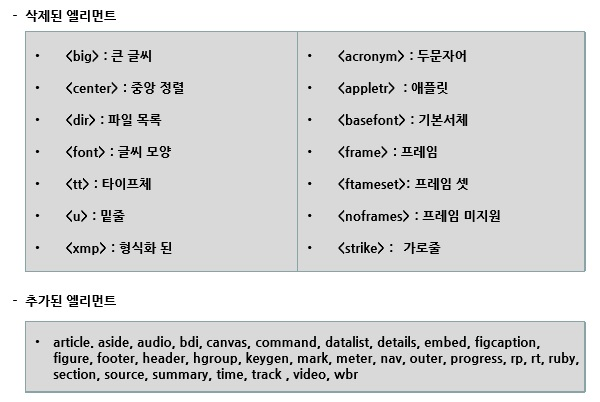 - 삭제된 엘리먼트
• <big> : 큰 글씨
• <center> : 중앙 정렬
• <dir> : 파일 목록
• <font> : 글씨 모양
• <tt> : 타이프체
• <u> : 밑줄
• <xmp> : 형식화 된
• <acronym> : 두문자어
• <appletr> : 애플릿
• <basefont> : 기본서체
• <frame> : 프레임
• <ftameset>: 프레임 셋
• <noframes> : 프레임 미지원
• <strike> : 가로줄
- 추가된 엘리먼트
• article. aside, audio, bdi, canvas, command, datalist, details, embed, figcaption,
figure, footer, header, hgroup, keygen, mark, meter, nav, outer, progress, rp, rt, ruby,
section, source, summary, time, track , video, wbr